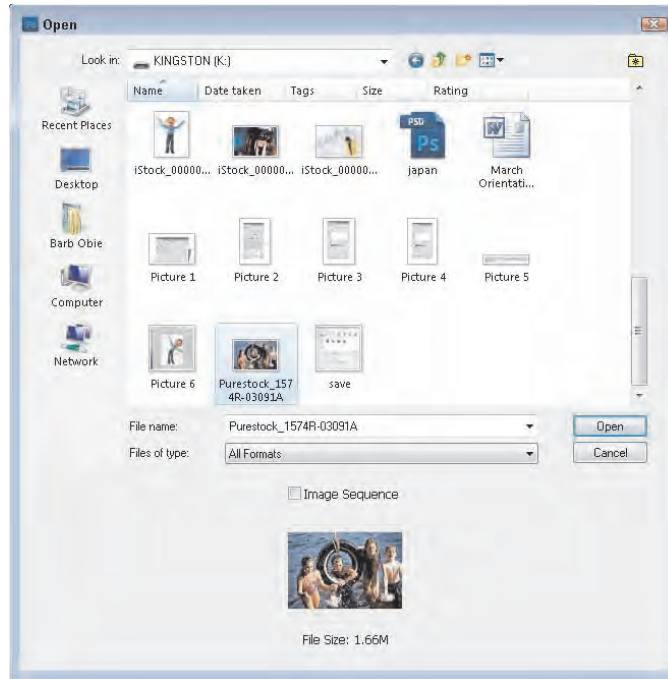 Open
Look in: KINGSTON (K:)
Name Date taken Tags Size Rating
Recent Places
Desktop
Barb Obie
Computer
Network
iStock_00000... iStock_00000... iStock_00000... japan March
Orientati...
PSD
Ps
Picture 1 Picture 2 Picture 3 Picture 4 Picture 5
Picture 6 Purestock_157 save
4R-03091A
File name: Purestock_1574R-03091A Open
Files of type: All Formats Cancel
Image Sequence
File Size: 1.66M